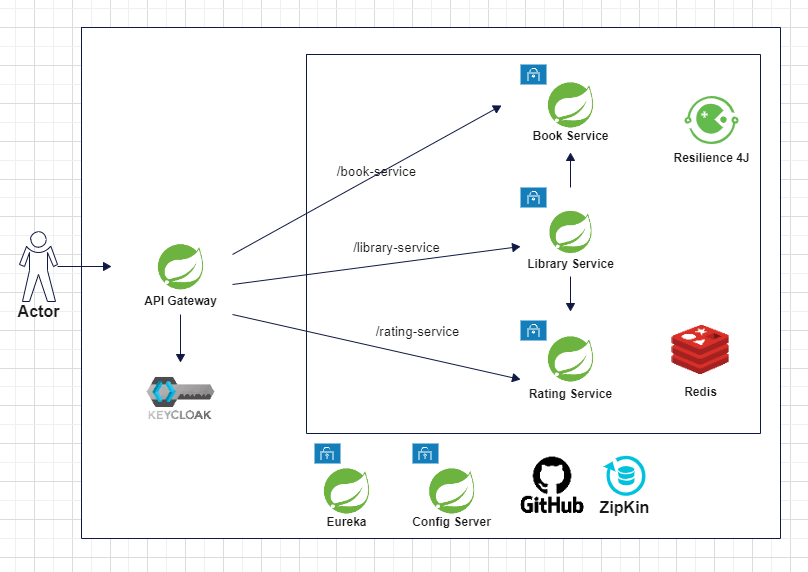 Book Service
Resilience 4J
/book-service
/library-service
Library Service
Actor
API Gateway
/rating-service
Rating Service
Redis
KEYCLOAK
Eureka
Config Server
GitHub
ZipKin